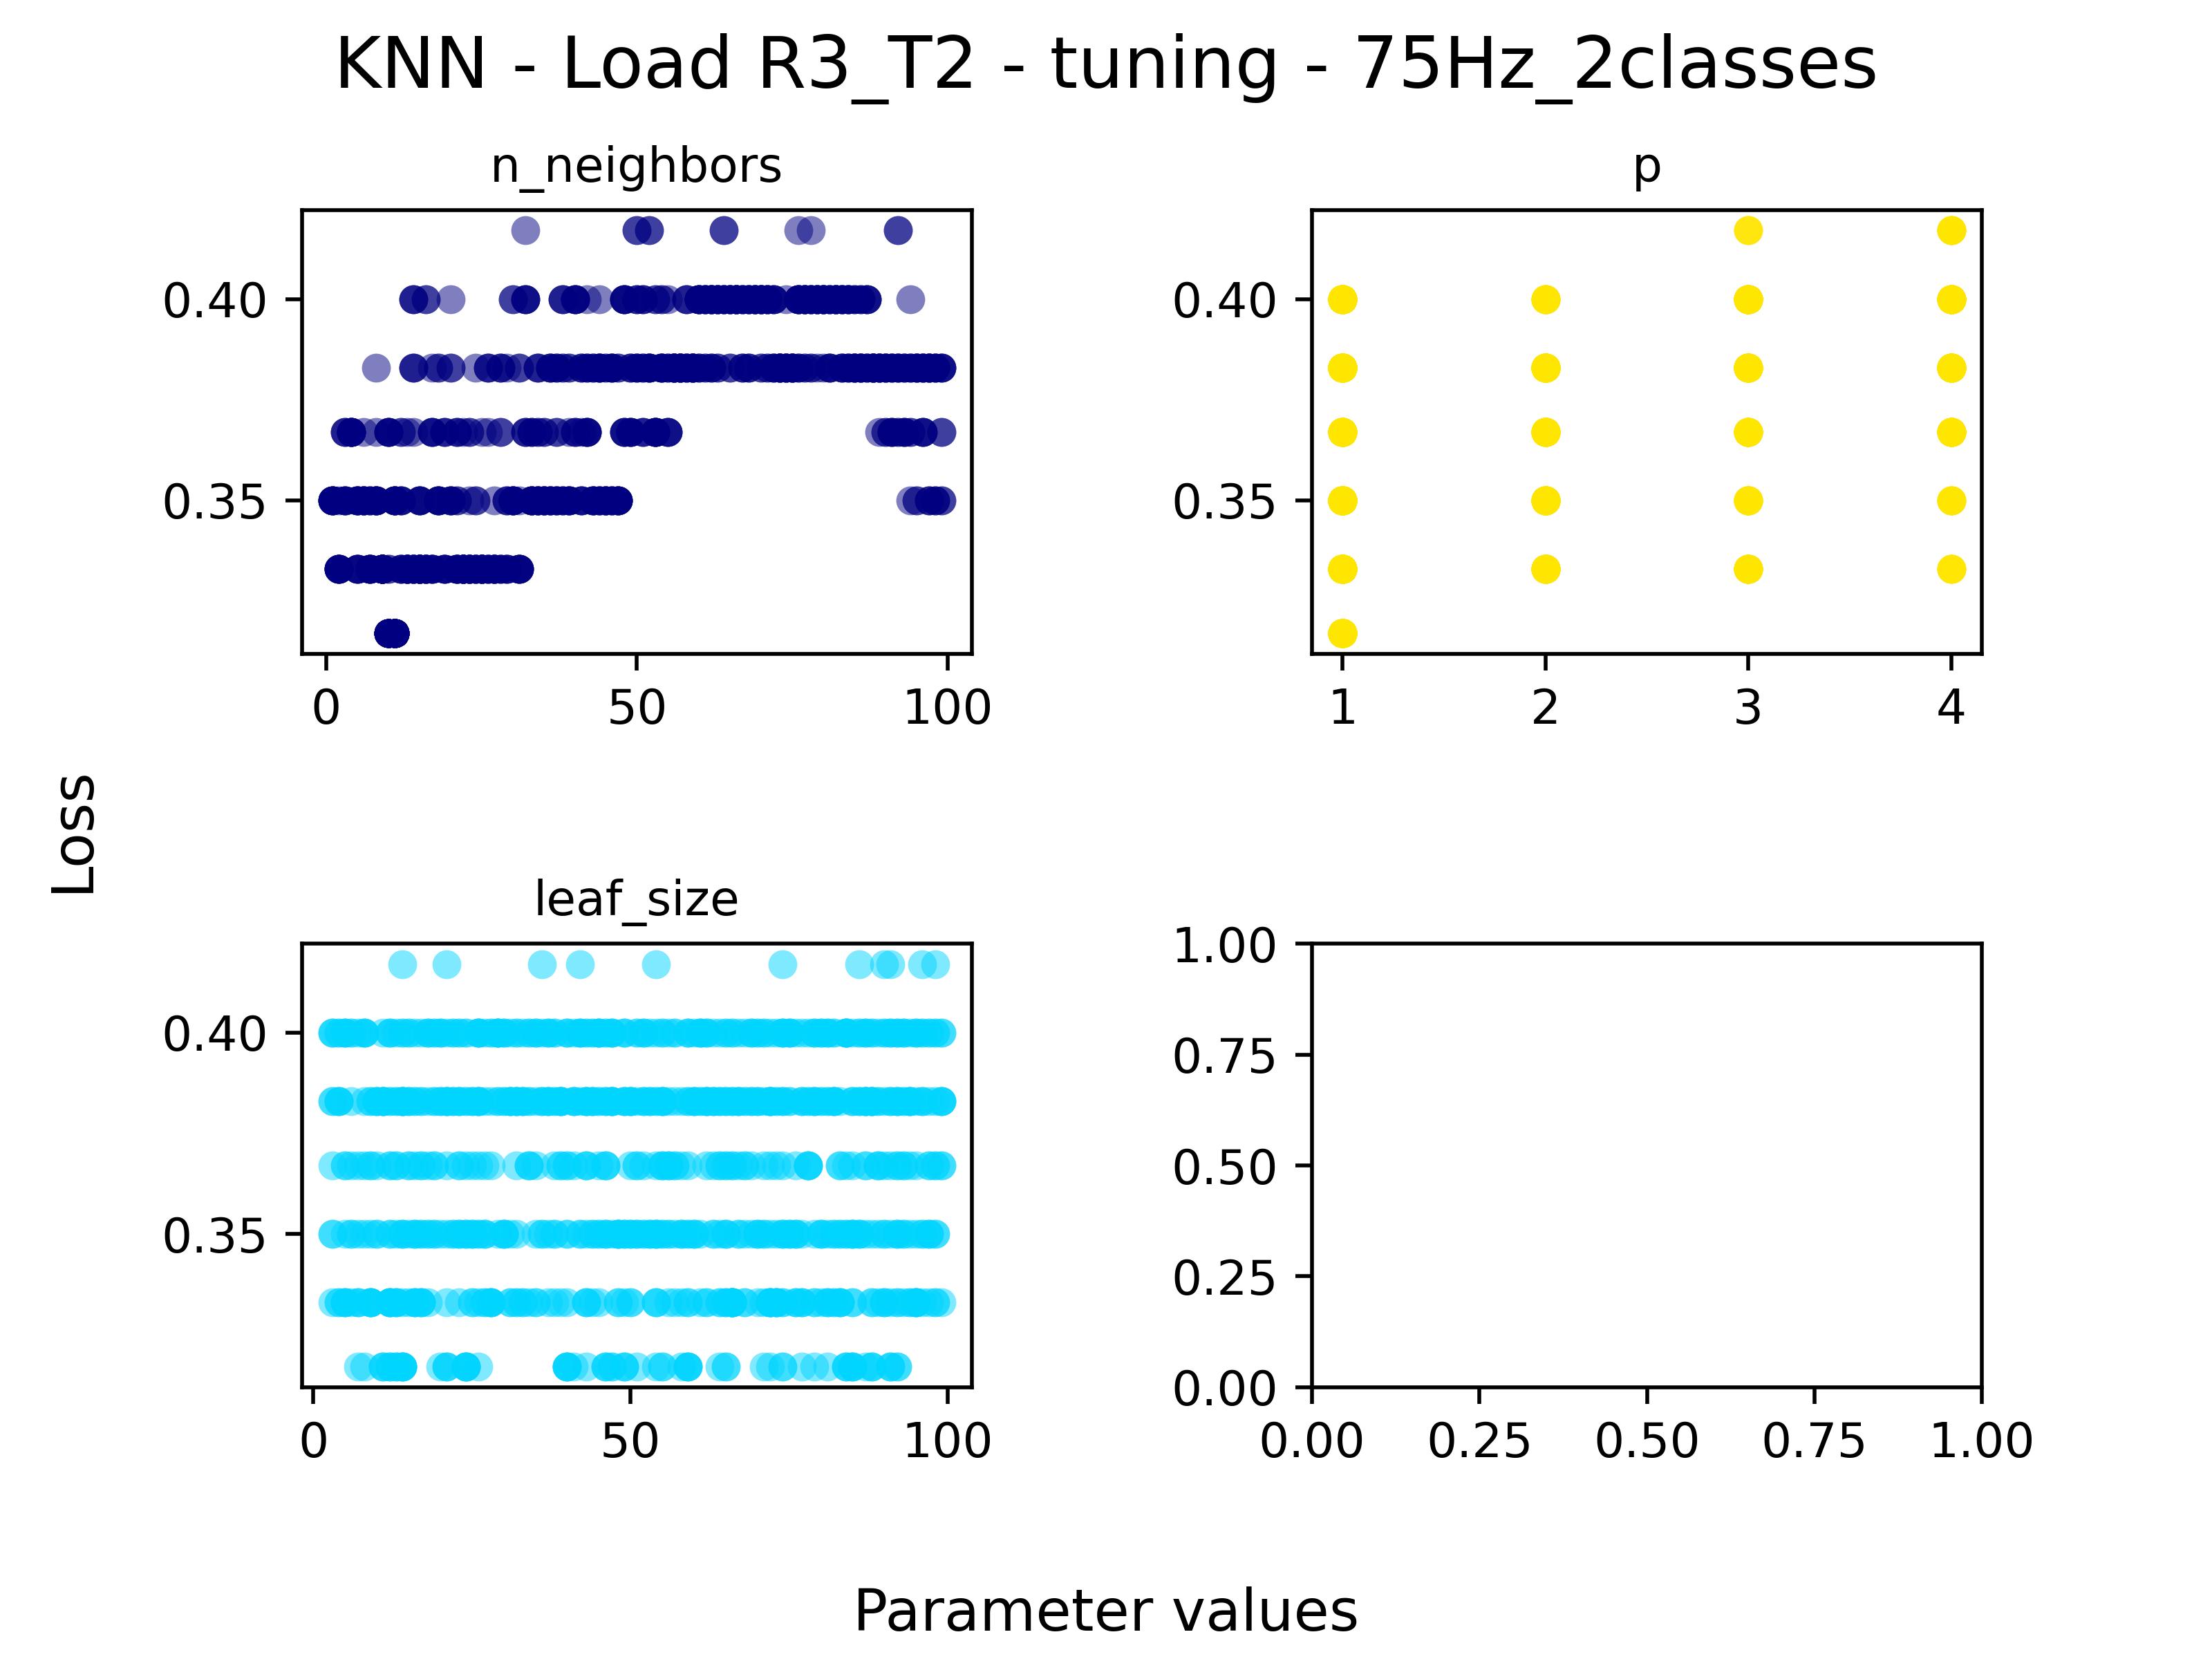 KNN - Load R3_T2 - tuning - 75Hz_2classes
n_neighbors
0.40
0.35
0 50 100
p
0.40
0.35
1 2 3 4
Loss
leaf_size
0.40
0.35
0 50 100
1.00
0.75
0.50
0.25
0.00
0.00 0.25 0.50 0.75 1.00
Parameter values